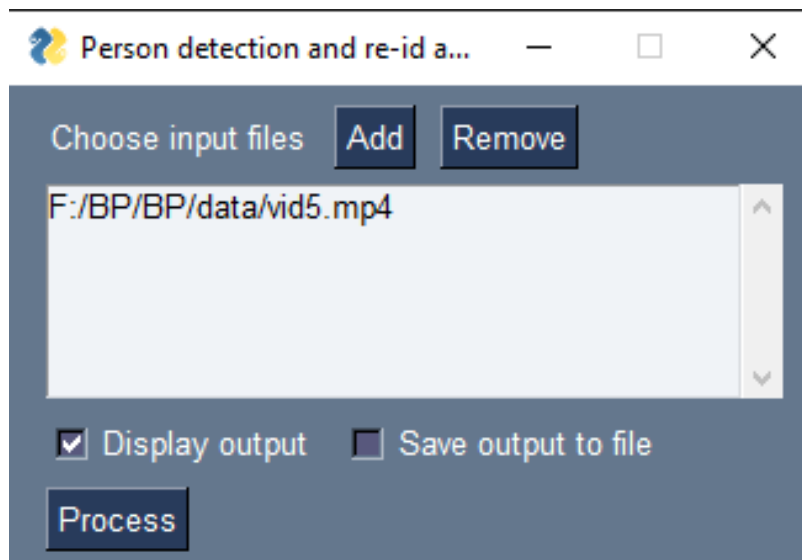 Person detection and re-id a...
Choose input files Add Remove
F:/BP/BP/data/vid5.mp4
Display output Save output to file
Process